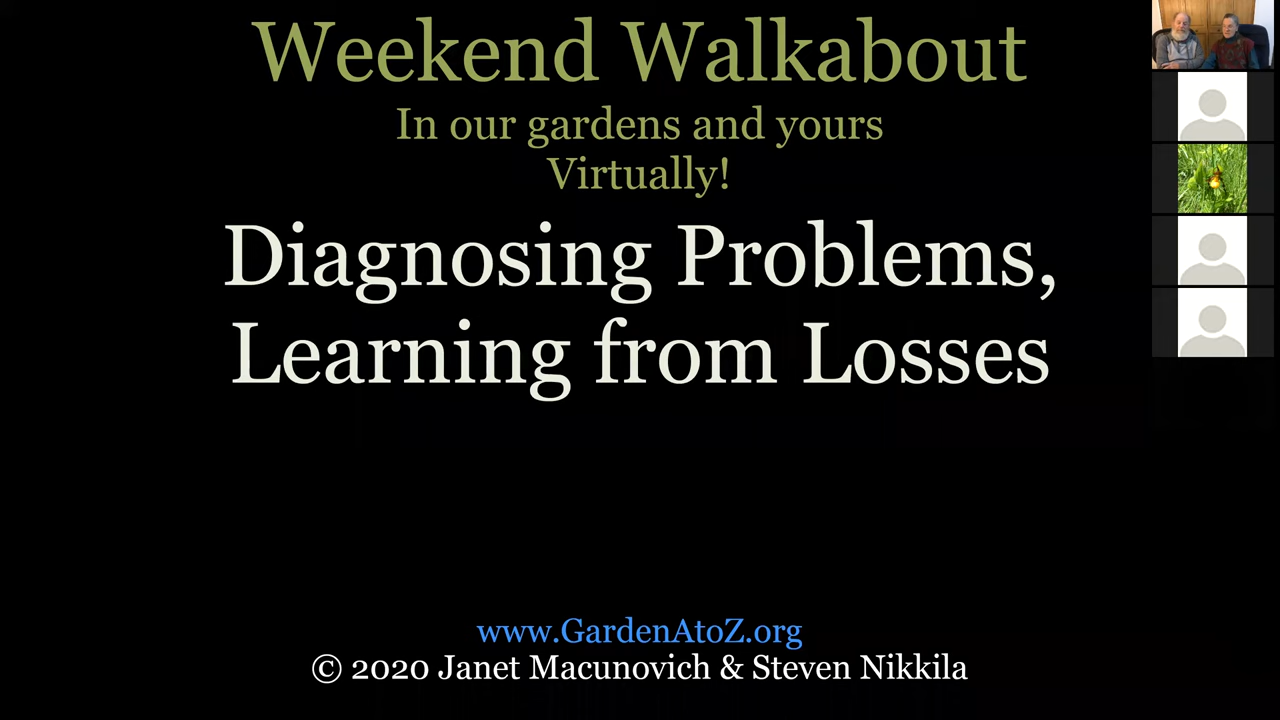 Weekend Walkabout
In our gardens and yours
Virtually!
Diagnosing Problems,
Learning from Losses
www.GardenAtoZ.org
© 2020 Janet Macunovich & Steven Nikkila